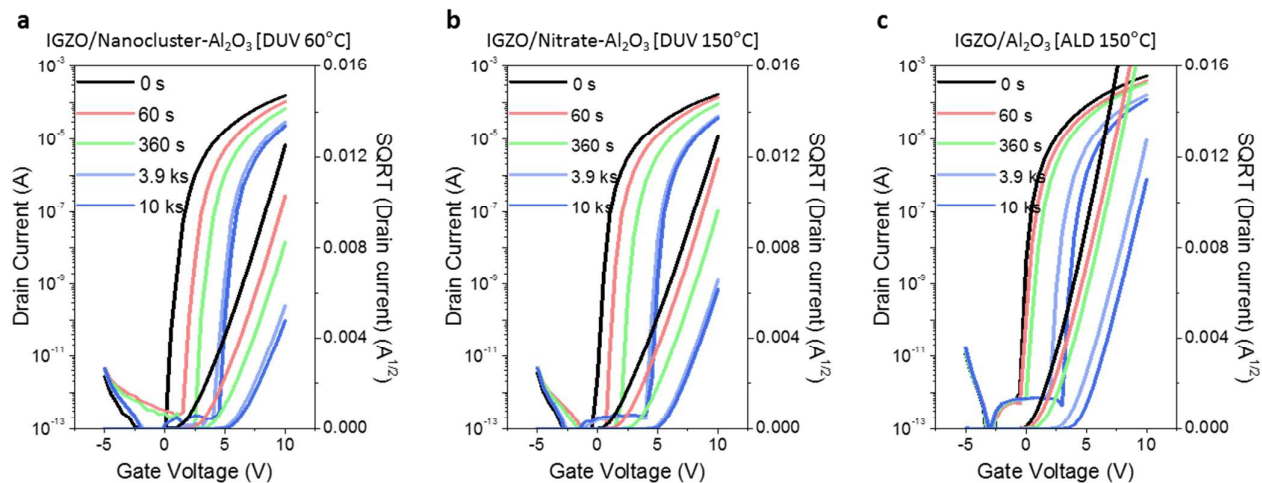 a
IGZO/Nanocluster-Al₂O₃ [DUV 60°C]
10⁻³
10⁻⁵
10⁻⁷
10⁻⁹
10⁻¹¹
10⁻¹³
Drain Current (A)
0 s
60 s
360 s
3.9 ks
10 ks
0.016
0.012
0.008
0.004
0.000
SQRT (Drain current) (A¹/²)
-5
0
5
10
Gate Voltage (V)
b
IGZO/Nitrate-Al₂O₃ [DUV 150°C]
10⁻³
10⁻⁵
10⁻⁷
10⁻⁹
10⁻¹¹
10⁻¹³
Drain Current (A)
0 s
60 s
360 s
3.9 ks
10 ks
0.016
0.012
0.008
0.004
0.000
SQRT (Drain current) (A¹/²)
-5
0
5
10
Gate Voltage (V)
c
IGZO/Al₂O₃ [ALD 150°C]
10⁻³
10⁻⁵
10⁻⁷
10⁻⁹
10⁻¹¹
10⁻¹³
Drain Current (A)
0 s
60 s
360 s
3.9 ks
10 ks
0.016
0.012
0.008
0.004
0.000
SQRT (Drain current) (A¹/²)
-5
0
5
10
Gate Voltage (V)